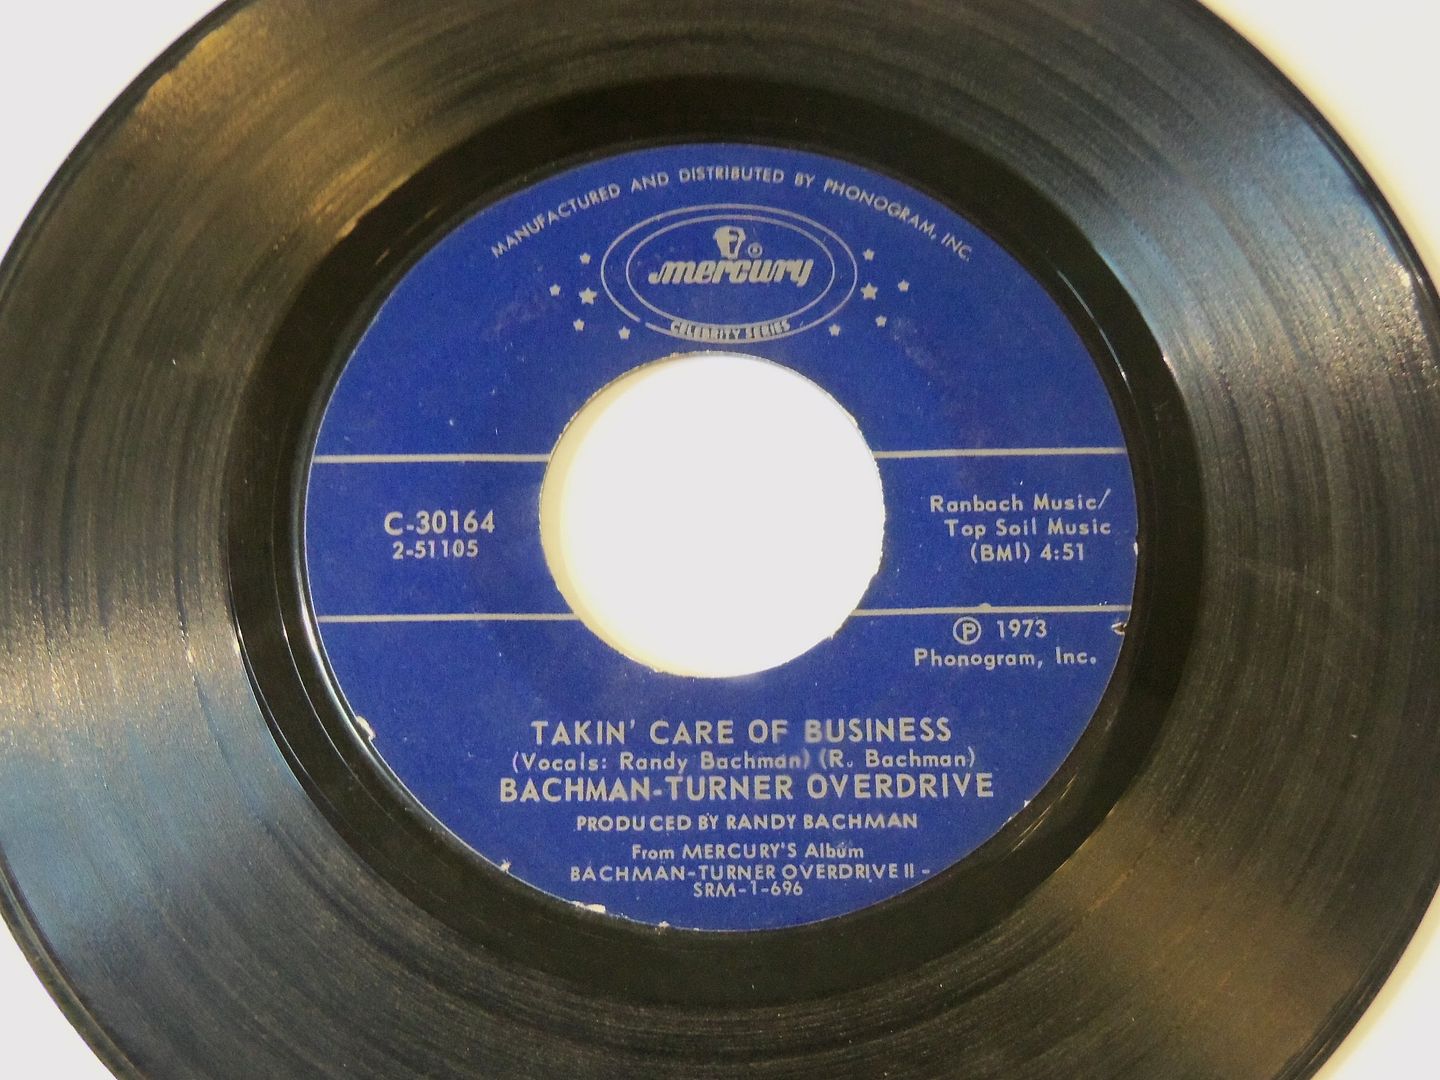 MANUFACTURED AND DISTRIBUTED BY PHONOGRAM, INC.
mercury ®
CELEBRITY SERIES
C-30164
2-51105
Ranbach Music/
Top Soil Music
(BMI) 4:51
Ⓟ 1973
Phonogram, Inc.
TAKIN' CARE OF BUSINESS
(Vocals: Randy Bachman) (R. Bachman)
BACHMAN-TURNER OVERDRIVE
PRODUCED BY RANDY BACHMAN
From MERCURY'S Album
BACHMAN-TURNER OVERDRIVE II -
SRM-1-696